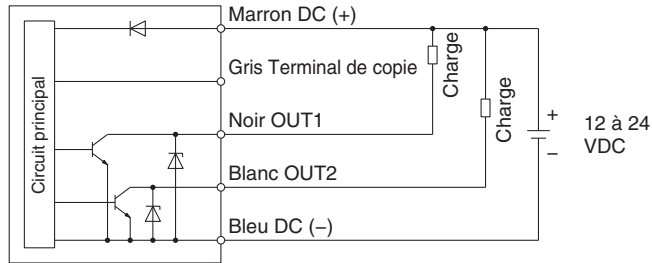 Marron DC (+)
Gris Terminal de copie
Noir OUT1
Blanc OUT2
Bleu DC (−)
Circuit principal
Charge
Charge
+
12 à 24
VDC
−